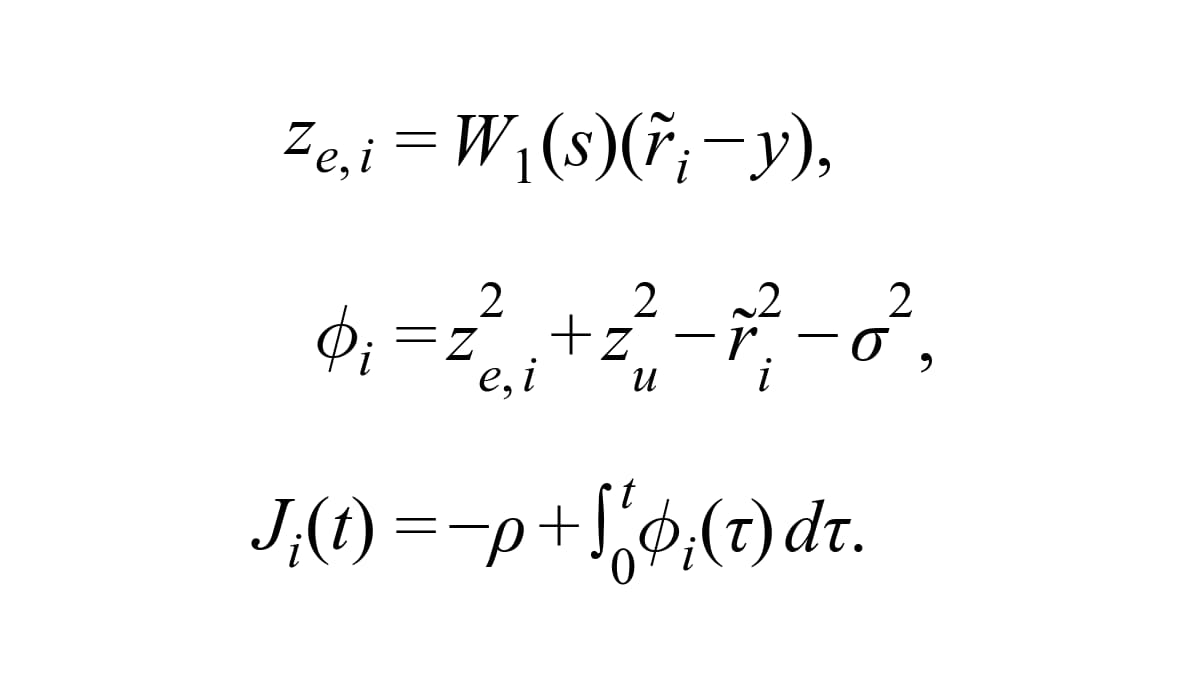 z_{e,i} = W_1(s)(r̃_i − y),
ϕ_i = z_{e,i}^2 + z_u^2 − r̃_i^2 − σ^2,
J_i(t) = −ρ + ∫_0^t ϕ_i(τ) dτ.